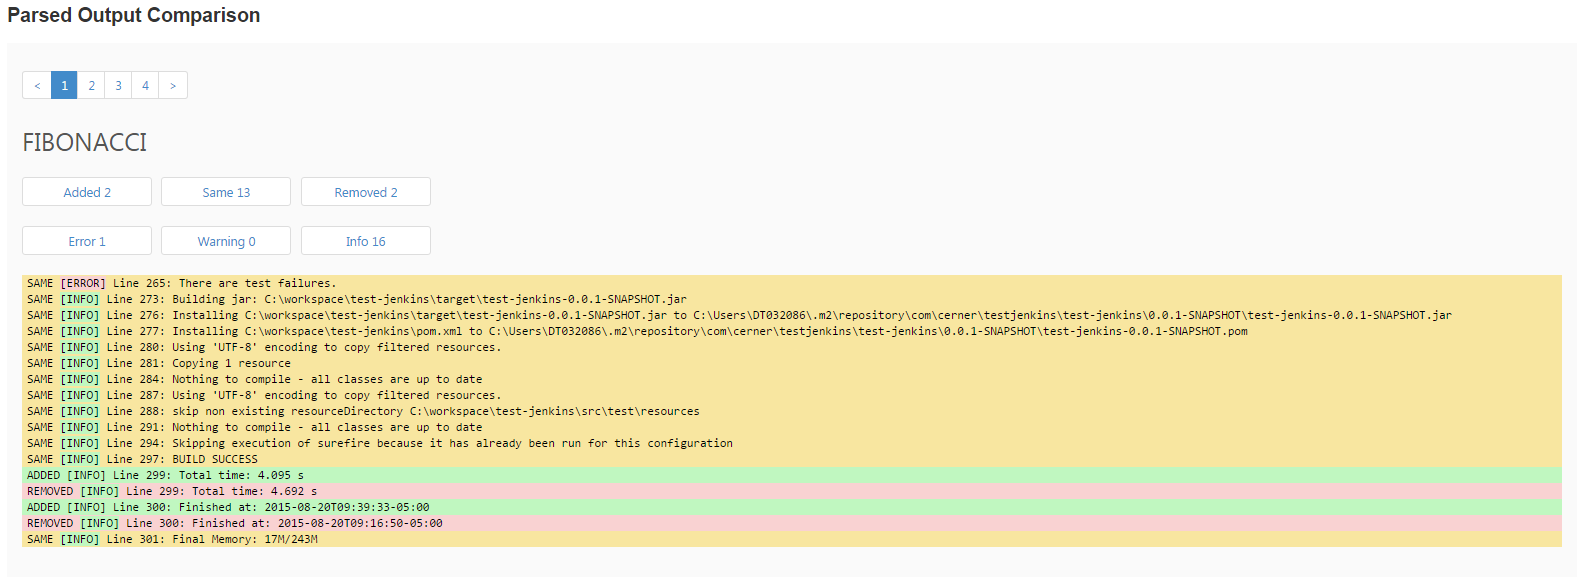 Parsed Output Comparison
< 1 2 3 4 >
FIBONACCI
Added 2 Same 13 Removed 2
Error 1 Warning 0 Info 16
SAME [ERROR] Line 265: There are test failures.
SAME [INFO] Line 273: Building jar: C:\workspace\test-jenkins\target\test-jenkins-0.0.1-SNAPSHOT.jar
SAME [INFO] Line 276: Installing C:\workspace\test-jenkins\target\test-jenkins-0.0.1-SNAPSHOT.jar to C:\Users\DT032086\.m2\repository\com\cerner\testjenkins\test-jenkins\0.0.1-SNAPSHOT\test-jenkins-0.0.1-SNAPSHOT.jar
SAME [INFO] Line 277: Installing C:\workspace\test-jenkins\pom.xml to C:\Users\DT032086\.m2\repository\com\cerner\testjenkins\test-jenkins\0.0.1-SNAPSHOT\test-jenkins-0.0.1-SNAPSHOT.pom
SAME [INFO] Line 280: Using 'UTF-8' encoding to copy filtered resources.
SAME [INFO] Line 281: Copying 1 resource
SAME [INFO] Line 284: Nothing to compile - all classes are up to date
SAME [INFO] Line 287: Using 'UTF-8' encoding to copy filtered resources.
SAME [INFO] Line 288: skip non existing resourceDirectory C:\workspace\test-jenkins\src\test\resources
SAME [INFO] Line 291: Nothing to compile - all classes are up to date
SAME [INFO] Line 294: Skipping execution of surefire because it has already been run for this configuration
SAME [INFO] Line 297: BUILD SUCCESS
ADDED [INFO] Line 299: Total time: 4.095 s
REMOVED [INFO] Line 299: Total time: 4.692 s
ADDED [INFO] Line 300: Finished at: 2015-08-20T09:39:33-05:00
REMOVED [INFO] Line 300: Finished at: 2015-08-20T09:16:50-05:00
SAME [INFO] Line 301: Final Memory: 17M/243M